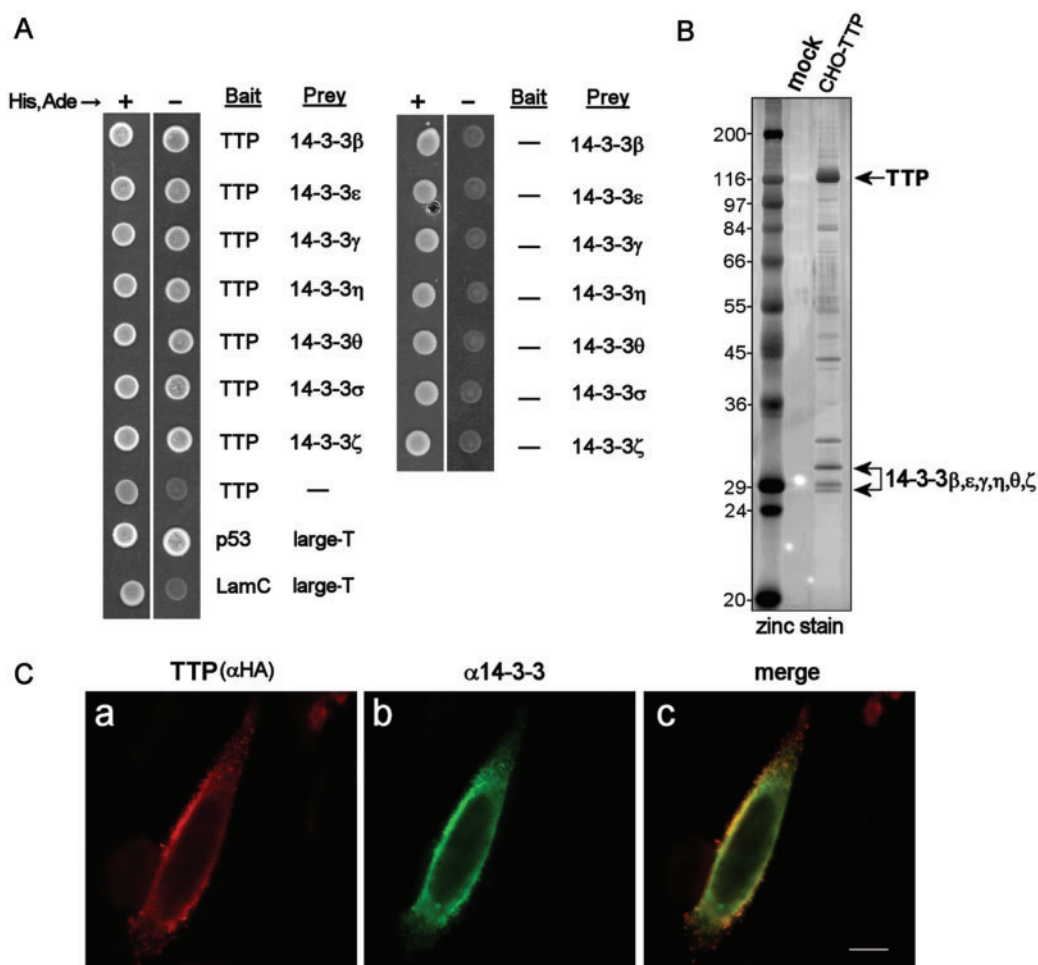 A
His,Ade → + − Bait Prey
TTP 14-3-3β
TTP 14-3-3ε
TTP 14-3-3γ
TTP 14-3-3η
TTP 14-3-3θ
TTP 14-3-3σ
TTP 14-3-3ζ
TTP —
p53 large-T
LamC large-T
+ − Bait Prey
— 14-3-3β
— 14-3-3ε
— 14-3-3γ
— 14-3-3η
— 14-3-3θ
— 14-3-3σ
— 14-3-3ζ
B
mock
CHO-TTP
200
116
97
84
66
55
45
36
29
24
20
TTP
14-3-3β,ε,γ,η,θ,ζ
zinc stain
C
TTP(αHA) α14-3-3 merge
a b c